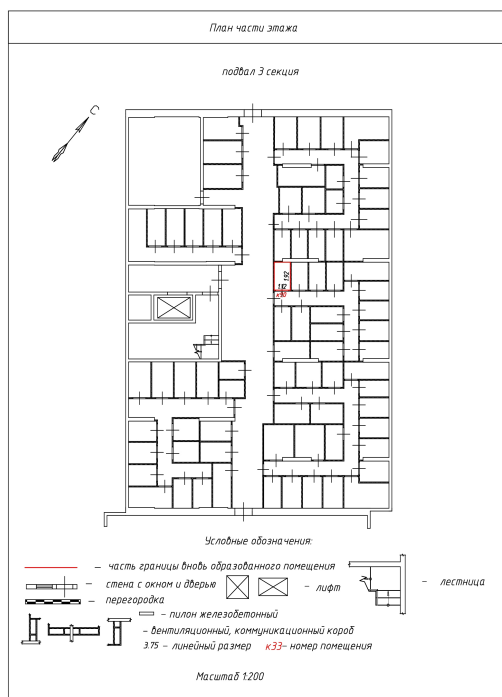 План части этажа
подвал 3 секция
С
1.92
Условные обозначения:
– часть границы вновь образованного помещения
– стена с окном и дверью
– лифт
– лестница
– перегородка
– пилон железобетонный
– вентиляционный, коммуникационный короб
3.75 – линейный размер к33– номер помещения
Масштаб 1:200